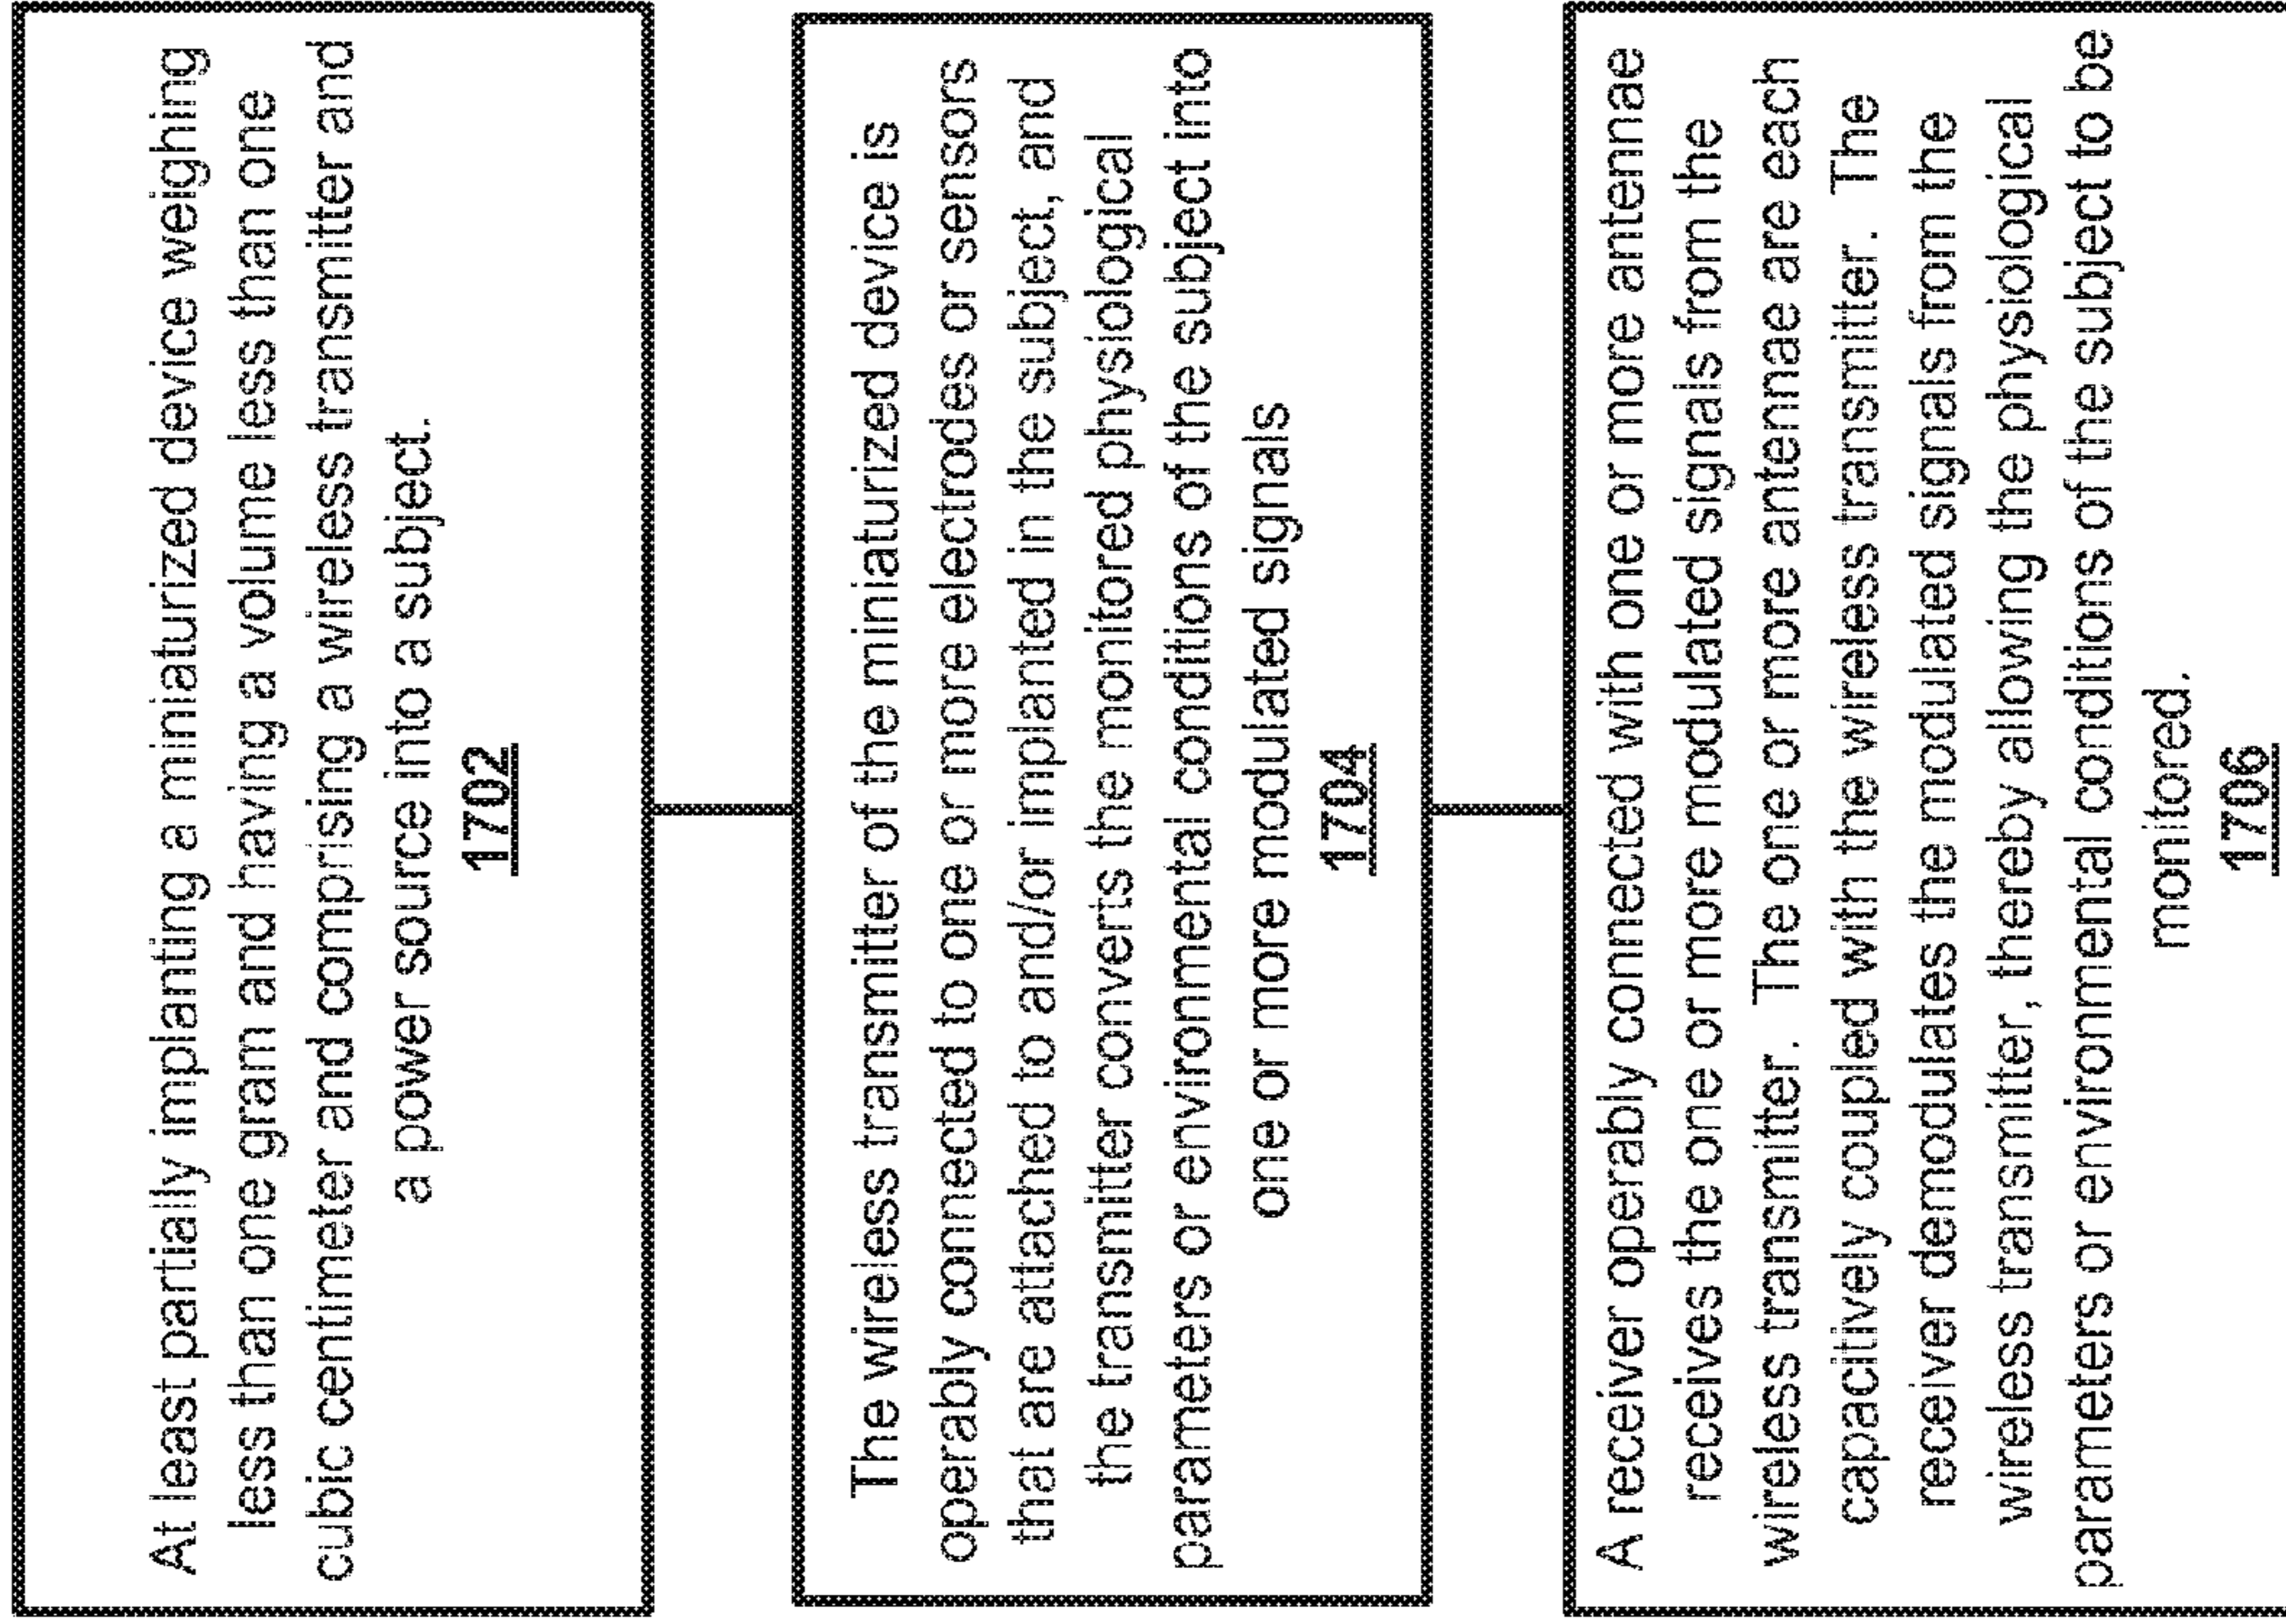 At least partially implanting a miniaturized device weighing
less than one gram and having a volume less than one
cubic centimeter and comprising a wireless transmitter and
a power source into a subject.
1702
The wireless transmitter of the miniaturized device is
operably connected to one or more electrodes or sensors
that are attached to and/or implanted in the subject, and
the transmitter converts the monitored physiological
parameters or environmental conditions of the subject into
one or more modulated signals
1704
A receiver operably connected with one or more antennae
receives the one or more modulated signals from the
wireless transmitter. The one or more antennae are each
capacitively coupled with the wireless transmitter. The
receiver demodulates the modulated signals from the
wireless transmitter, thereby allowing the physiological
parameters or environmental conditions of the subject to be
monitored.
1706